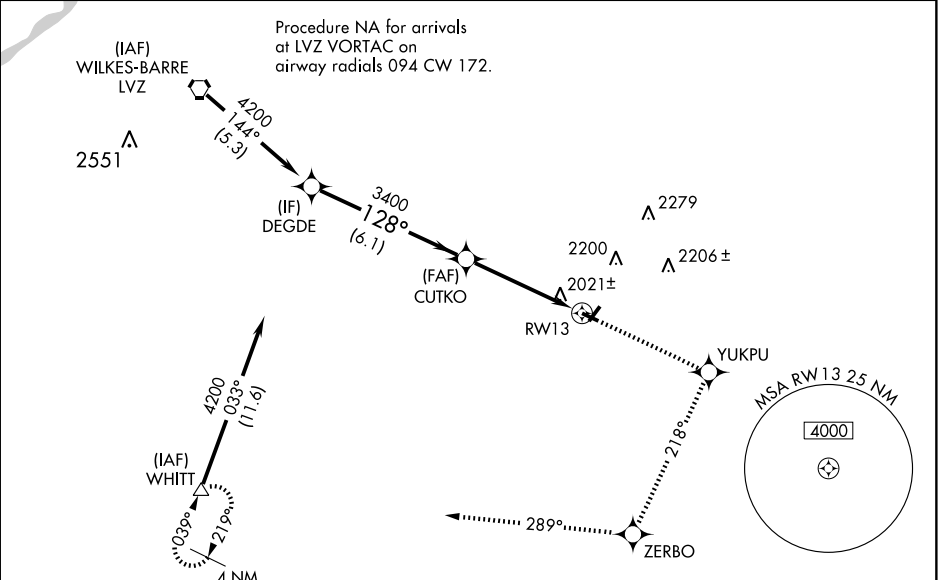 Procedure NA for arrivals
at LVZ VORTAC on
airway radials 094 CW 172.
(IAF)
WILKES-BARRE
LVZ
2551
4200
144°
(5.3)
(IF)
DEGDE
3400
128°
(6.1)
(FAF)
CUTKO
2279
2200
2206±
2021±
RW13
YUKPU
MSA RW13 25 NM
4000
4200
033°
(11.6)
(IAF)
WHITT
039°
219°
4 NM
218°
289°
ZERBO